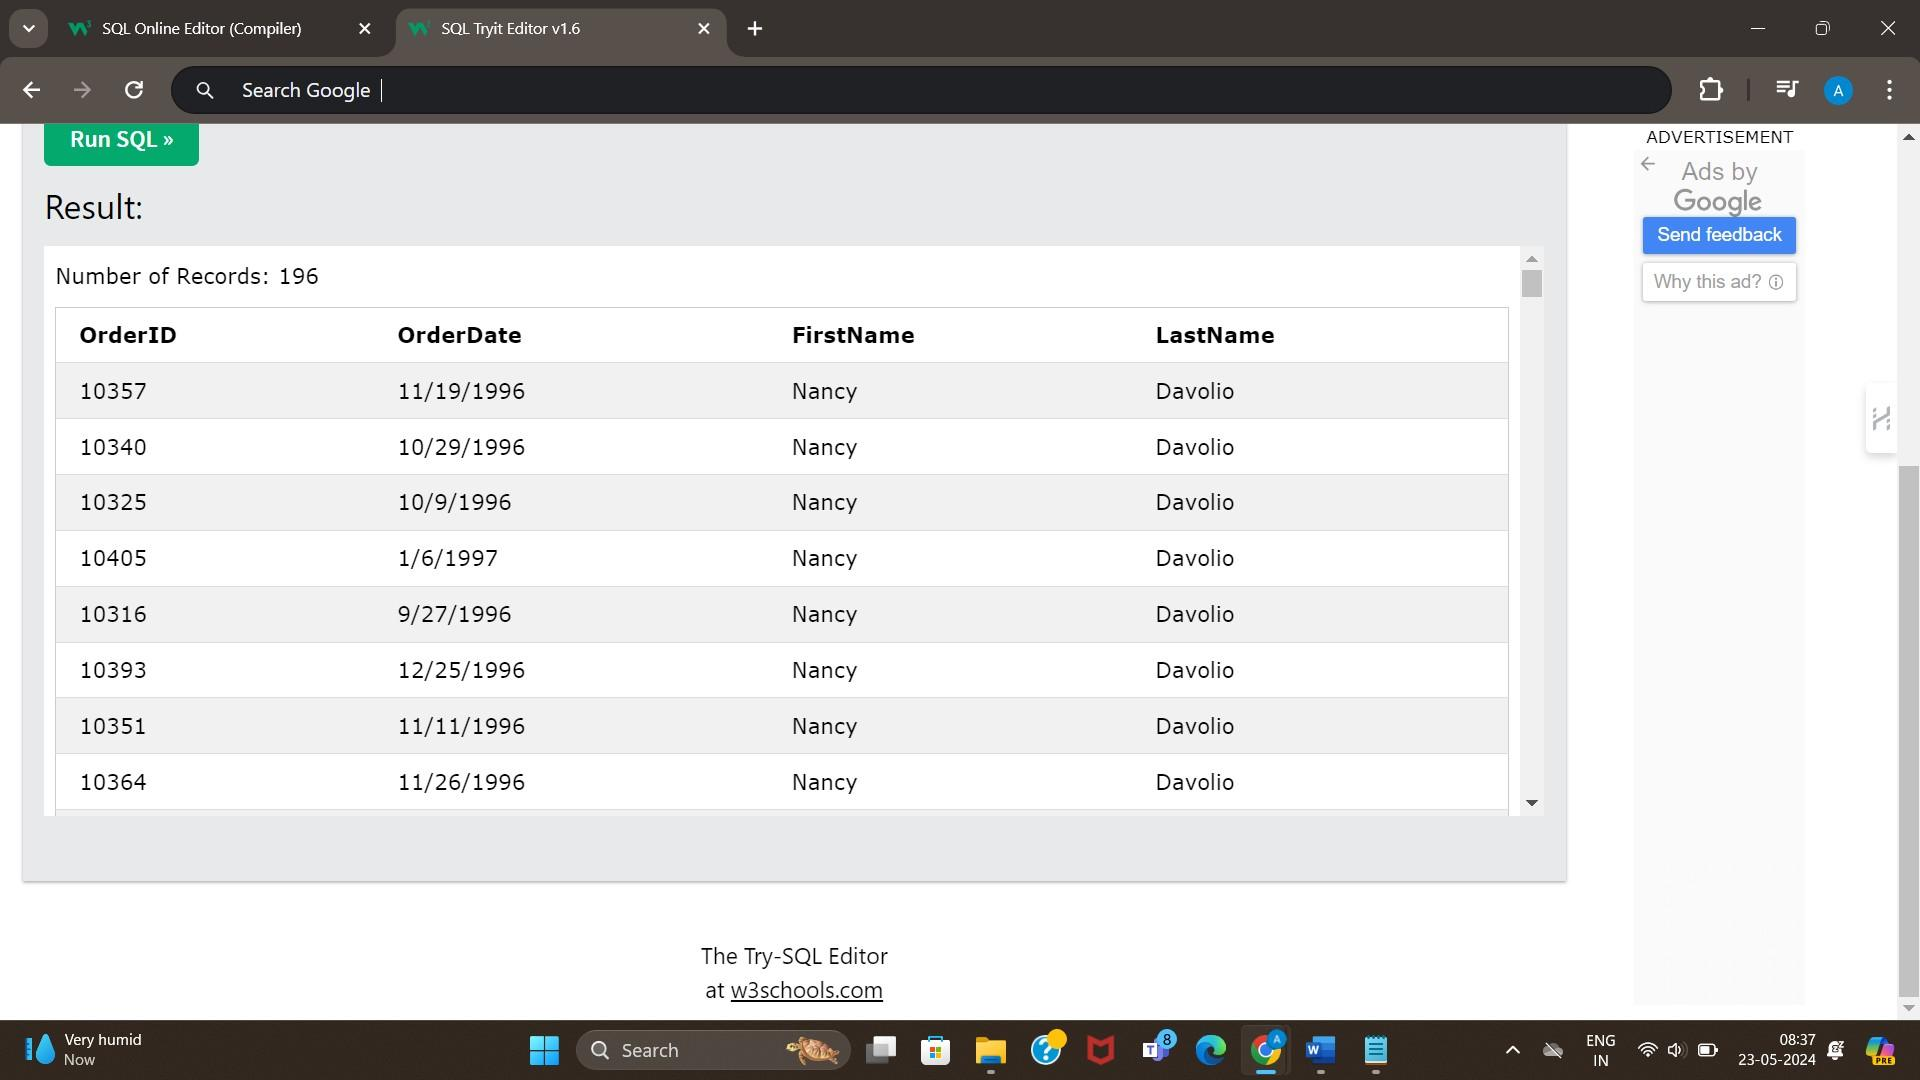 SQL Online Editor (Compiler)
SQL Tryit Editor v1.6
Search Google
A
Run SQL »
Result:
Number of Records: 196
OrderID OrderDate FirstName LastName
10357 11/19/1996 Nancy Davolio
10340 10/29/1996 Nancy Davolio
10325 10/9/1996 Nancy Davolio
10405 1/6/1997 Nancy Davolio
10316 9/27/1996 Nancy Davolio
10393 12/25/1996 Nancy Davolio
10351 11/11/1996 Nancy Davolio
10364 11/26/1996 Nancy Davolio
The Try-SQL Editor
at w3schools.com
ADVERTISEMENT
Ads by
Google
Send feedback
Why this ad?
Very humid
Now
Search
8
A
W
ENG
IN
08:37
23-05-2024
PRE